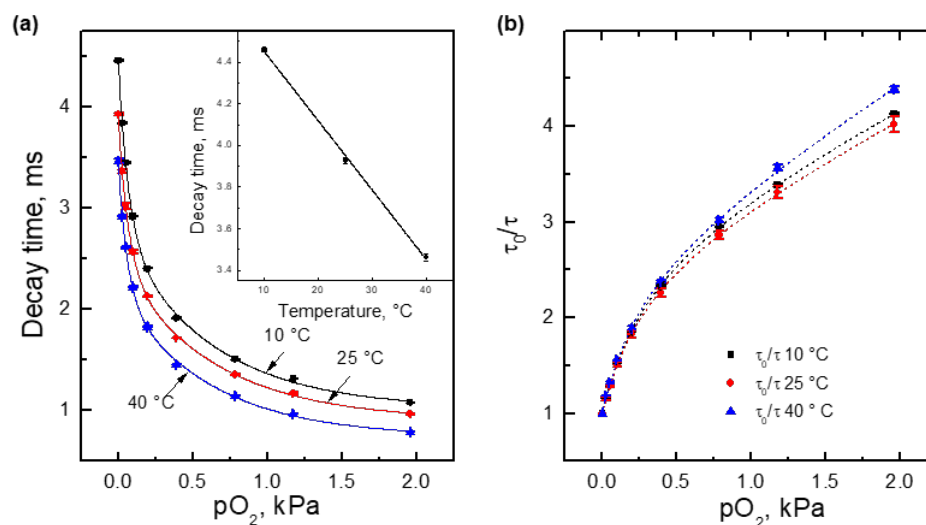 (a)
Decay time, ms
4
3
2
1
0.0 0.5 1.0 1.5 2.0
pO₂, kPa
Decay time, ms
4.4
4.2
4.0
3.8
3.6
3.4
10 20 30 40
Temperature, °C
10 °C
25 °C
40 °C
(b)
τ₀/τ
4
3
2
1
τ₀/τ 10 °C
τ₀/τ 25 °C
τ₀/τ 40 ° C
0.0 0.5 1.0 1.5 2.0
pO₂, kPa